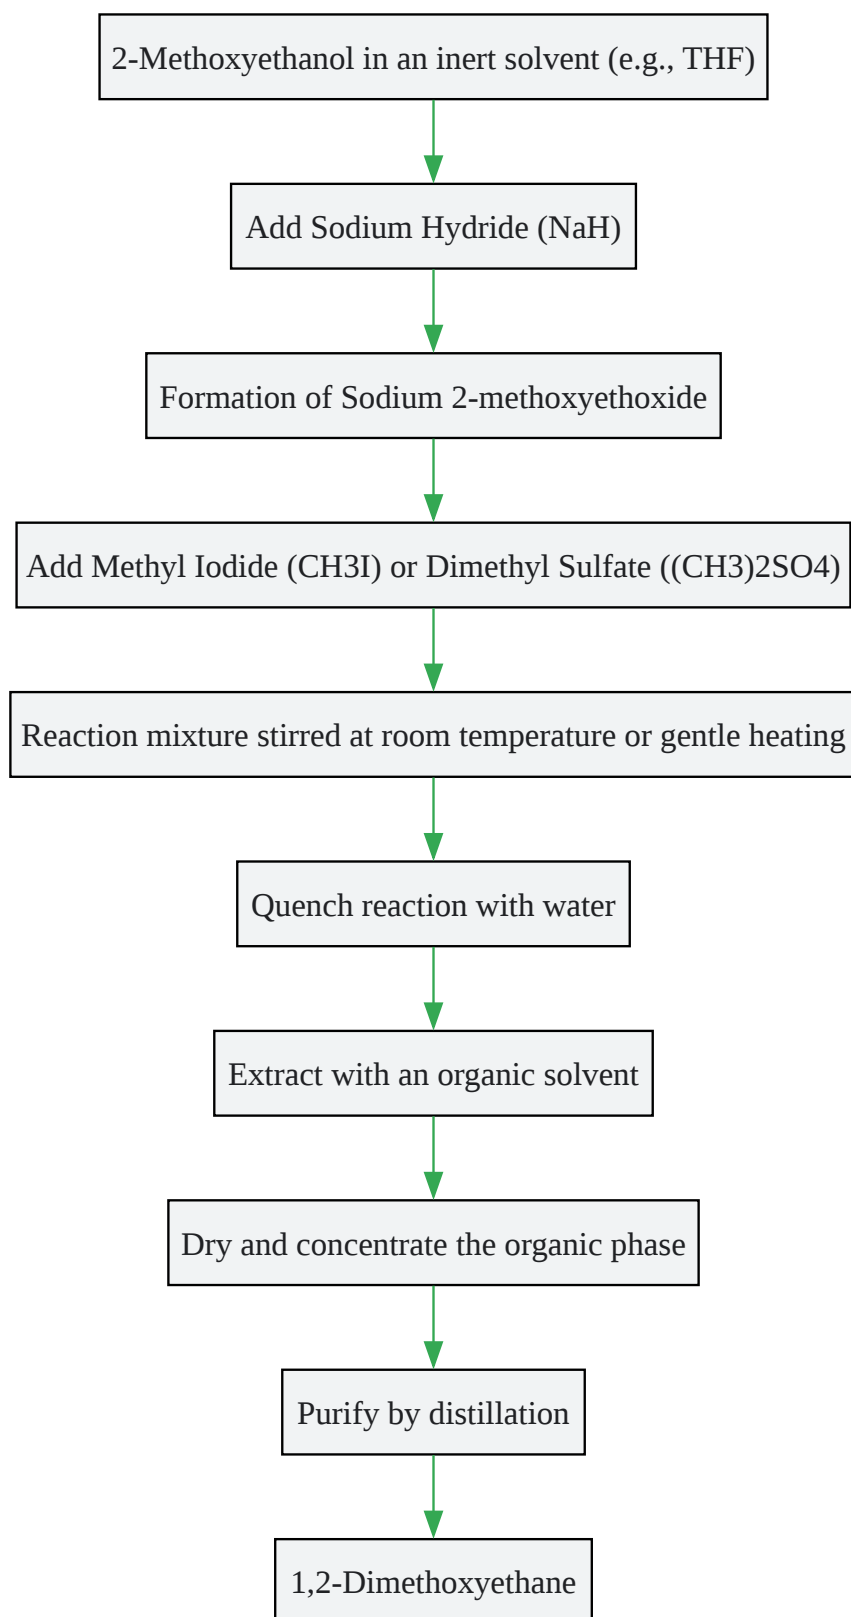 2-Methoxyethanol in an inert solvent (e.g., THF)
Add Sodium Hydride (NaH)
Formation of Sodium 2-methoxyethoxide
Add Methyl Iodide (CH3I) or Dimethyl Sulfate ((CH3)2SO4)
Reaction mixture stirred at room temperature or gentle heating
Quench reaction with water
Extract with an organic solvent
Dry and concentrate the organic phase
Purify by distillation
1,2-Dimethoxyethane